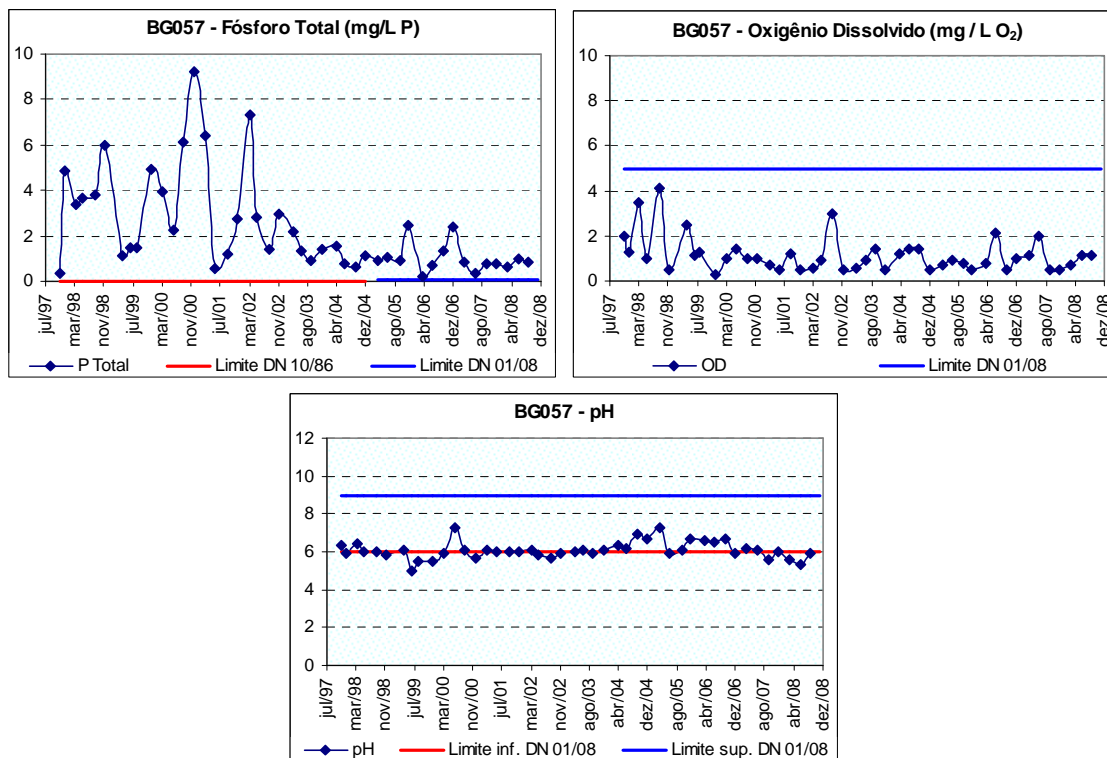 BG057 - Fósforo Total (mg/L P)
10
8
6
4
2
0
jul/97
mar/98
nov/98
jul/99
mar/00
nov/00
jul/01
mar/02
nov/02
ago/03
abr/04
dez/04
ago/05
abr/06
dez/06
ago/07
abr/08
dez/08
P Total
Limite DN 10/86
Limite DN 01/08
BG057 - Oxigênio Dissolvido (mg / L O₂)
10
8
6
4
2
0
jul/97
mar/98
nov/98
jul/99
mar/00
nov/00
jul/01
mar/02
nov/02
ago/03
abr/04
dez/04
ago/05
abr/06
dez/06
ago/07
abr/08
dez/08
OD
Limite DN 01/08
BG057 - pH
12
10
8
6
4
2
0
jul/97
mar/98
nov/98
jul/99
mar/00
nov/00
jul/01
mar/02
nov/02
ago/03
abr/04
dez/04
ago/05
abr/06
dez/06
ago/07
abr/08
dez/08
pH
Limite inf. DN 01/08
Limite sup. DN 01/08